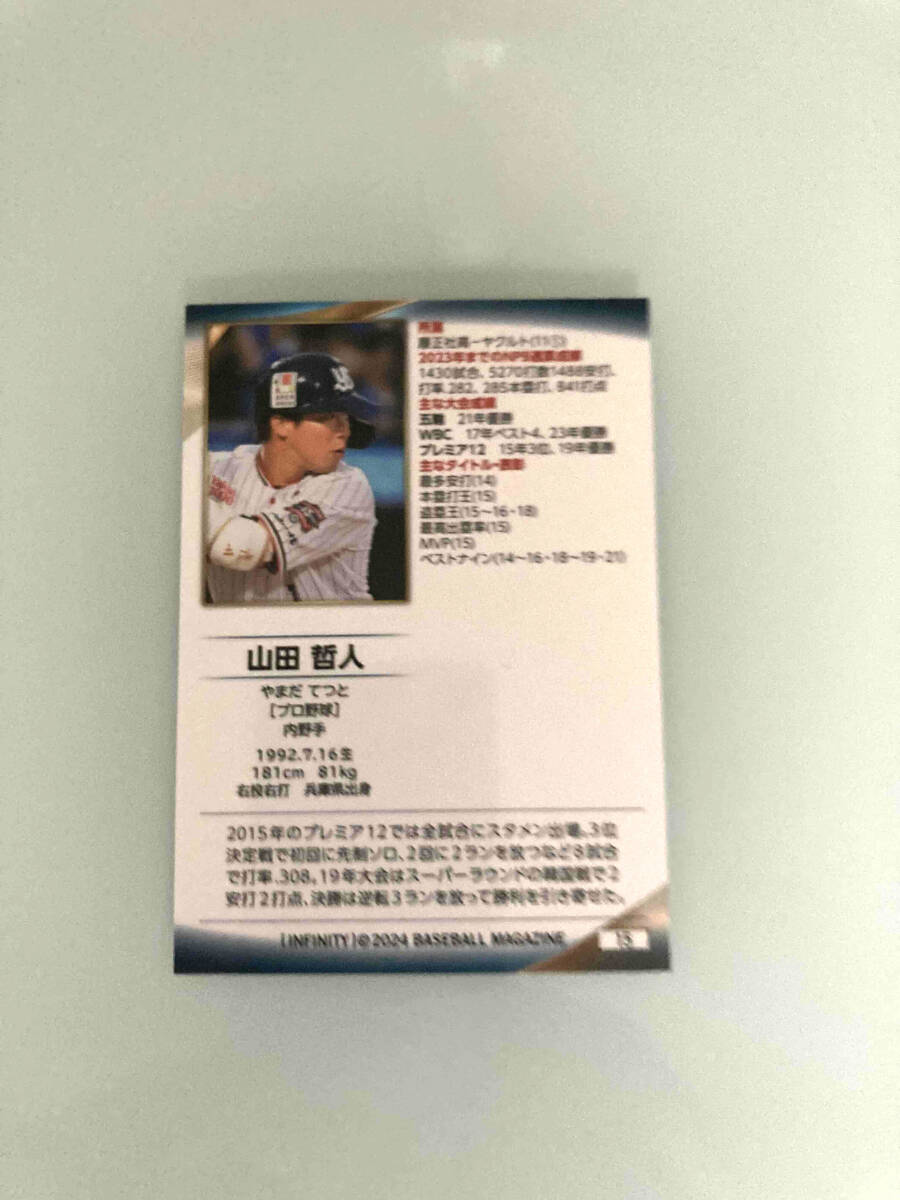 所属
履正社高－ヤクルト(11①)
2023年までのNPB通算成績
1430試合、5270打数1488安打、
打率.282、285本塁打、841打点
主な大会成績
五輪 21年優勝
WBC 17年ベスト4、23年優勝
プレミア12 15年3位、19年優勝
主なタイトル・表彰
最多安打(14)
本塁打王(15)
盗塁王(15～16・18)
最高出塁率(15)
MVP(15)
ベストナイン(14～16・18～19・21)
山田 哲人
やまだ てつと
[プロ野球]
内野手
1992.7.16生
181cm 81kg
右投右打 兵庫県出身
2015年のプレミア12では全試合にスタメン出場、3位
決定戦で初回に先制ソロ、2回に2ランを放つなど8試合
で打率.308。19年大会はスーパーラウンドの韓国戦で2
安打2打点、決勝は逆転3ランを放って勝利を引き寄せた。
[INFINITY]©2024 BASEBALL MAGAZINE
15